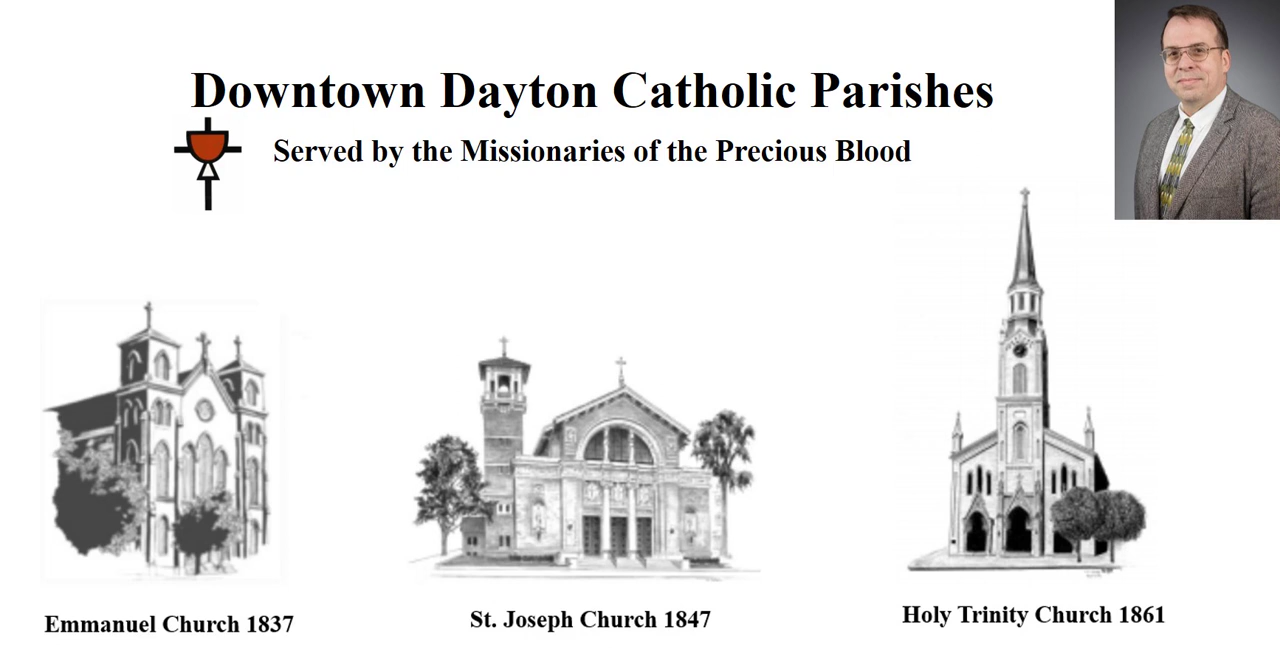 Downtown Dayton Catholic Parishes
Served by the Missionaries of the Precious Blood
Emmanuel Church 1837
St. Joseph Church 1847
Holy Trinity Church 1861